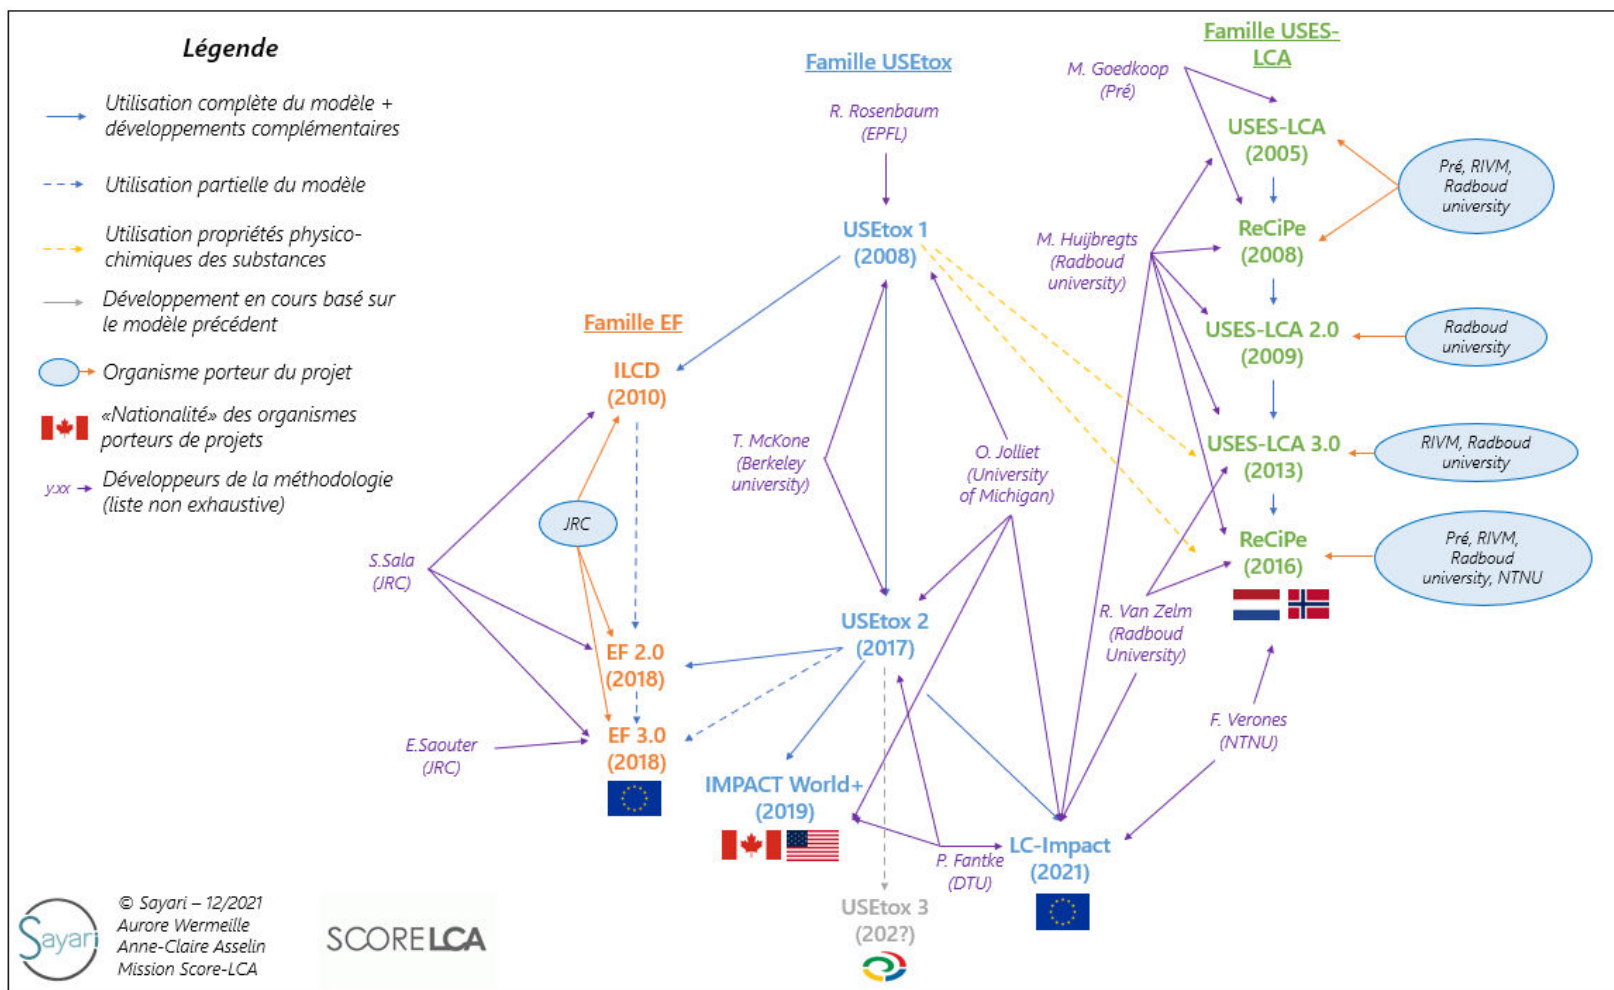 Légende
Utilisation complète du modèle +
développements complémentaires
Utilisation partielle du modèle
Utilisation propriétés physico-
chimiques des substances
Développement en cours basé sur
le modèle précédent
Organisme porteur du projet
«Nationalité» des organismes
porteurs de projets
y.xx
Développeurs de la méthodologie
(liste non exhaustive)
Famille EF
ILCD
(2010)
JRC
S.Sala
(JRC)
EF 2.0
(2018)
E.Saouter
(JRC)
EF 3.0
(2018)
Famille USEtox
R. Rosenbaum
(EPFL)
USEtox 1
(2008)
T. McKone
(Berkeley
university)
O. Jolliet
(University
of Michigan)
USEtox 2
(2017)
IMPACT World+
(2019)
P. Fantke
(DTU)
LC-Impact
(2021)
USEtox 3
(202?)
Famille USES-
LCA
M. Goedkoop
(Pré)
USES-LCA
(2005)
Pré, RIVM,
Radboud
university
M. Huijbregts
(Radboud
university)
ReCiPe
(2008)
USES-LCA 2.0
(2009)
Radboud
university
USES-LCA 3.0
(2013)
RIVM, Radboud
university
ReCiPe
(2016)
Pré, RIVM,
Radboud
university, NTNU
R. Van Zelm
(Radboud
University)
F. Verones
(NTNU)
Sayari
© Sayari – 12/2021
Aurore Wermeille
Anne-Claire Asselin
Mission Score-LCA
SCORELCA